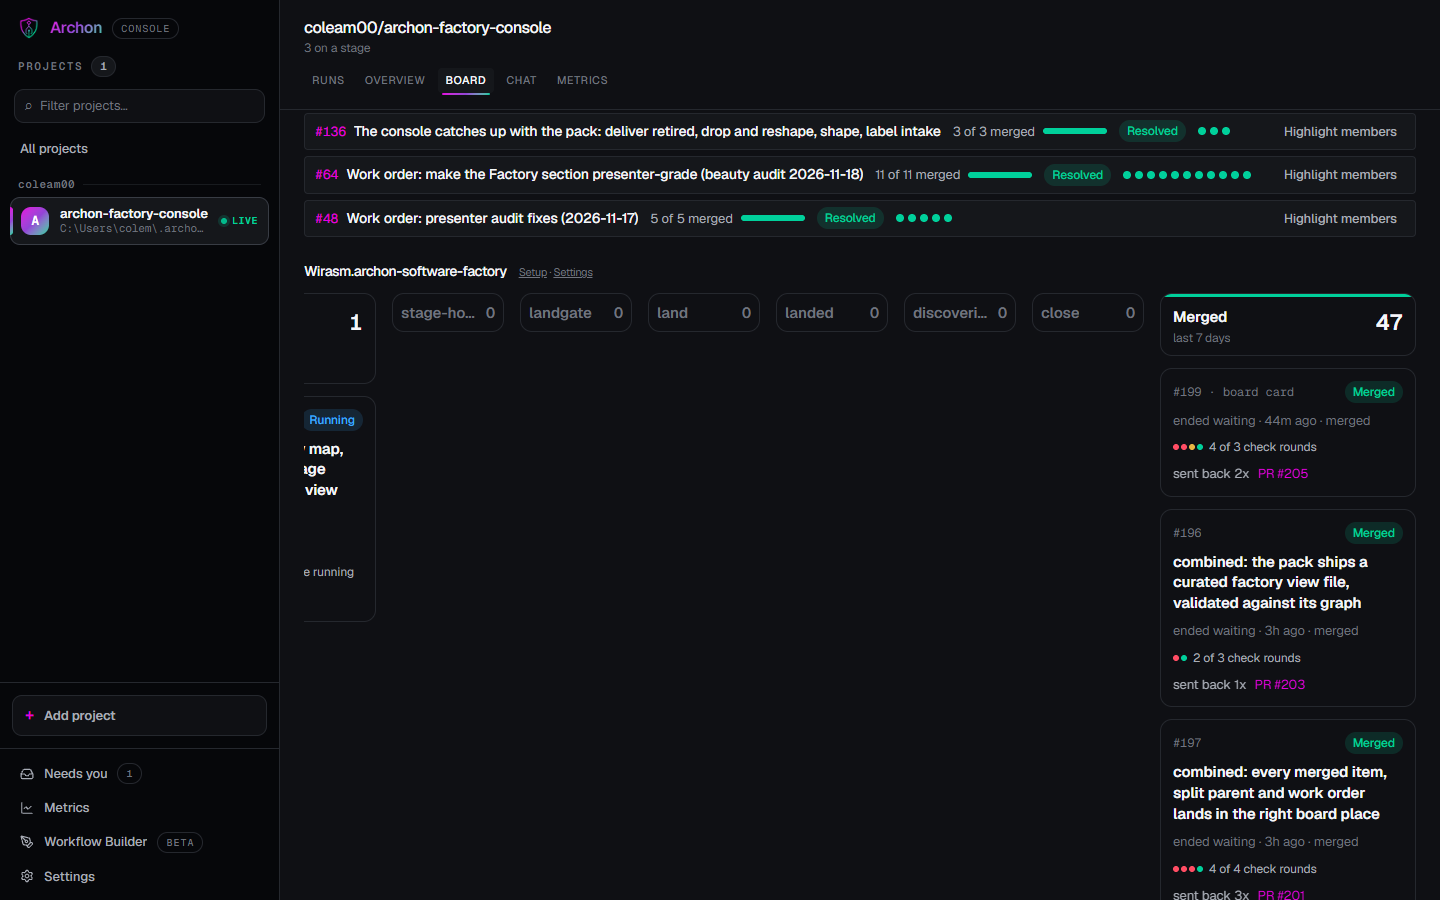 Archon CONSOLE
PROJECTS 1
Filter projects...
All projects
coleam00
A archon-factory-console LIVE
C:\Users\colem\.archo...
+ Add project
Needs you 1
Metrics
Workflow Builder BETA
Settings
coleam00/archon-factory-console
3 on a stage
RUNS OVERVIEW BOARD CHAT METRICS
#136 The console catches up with the pack: deliver retired, drop and reshape, shape, label intake 3 of 3 merged Resolved Highlight members
#64 Work order: make the Factory section presenter-grade (beauty audit 2026-11-18) 11 of 11 merged Resolved Highlight members
#48 Work order: presenter audit fixes (2026-11-17) 5 of 5 merged Resolved Highlight members
Wirasm.archon-software-factory Setup · Settings
1
Running
map,
age
view
e running
stage-ho... 0
landgate 0
land 0
landed 0
discoveri... 0
close 0
Merged 47
last 7 days
#199 · board card Merged
ended waiting · 44m ago · merged
4 of 3 check rounds
sent back 2x PR #205
#196 Merged
combined: the pack ships a
curated factory view file,
validated against its graph
ended waiting · 3h ago · merged
2 of 3 check rounds
sent back 1x PR #203
#197 Merged
combined: every merged item,
split parent and work order
lands in the right board place
ended waiting · 3h ago · merged
4 of 4 check rounds
sent back 3x PR #201